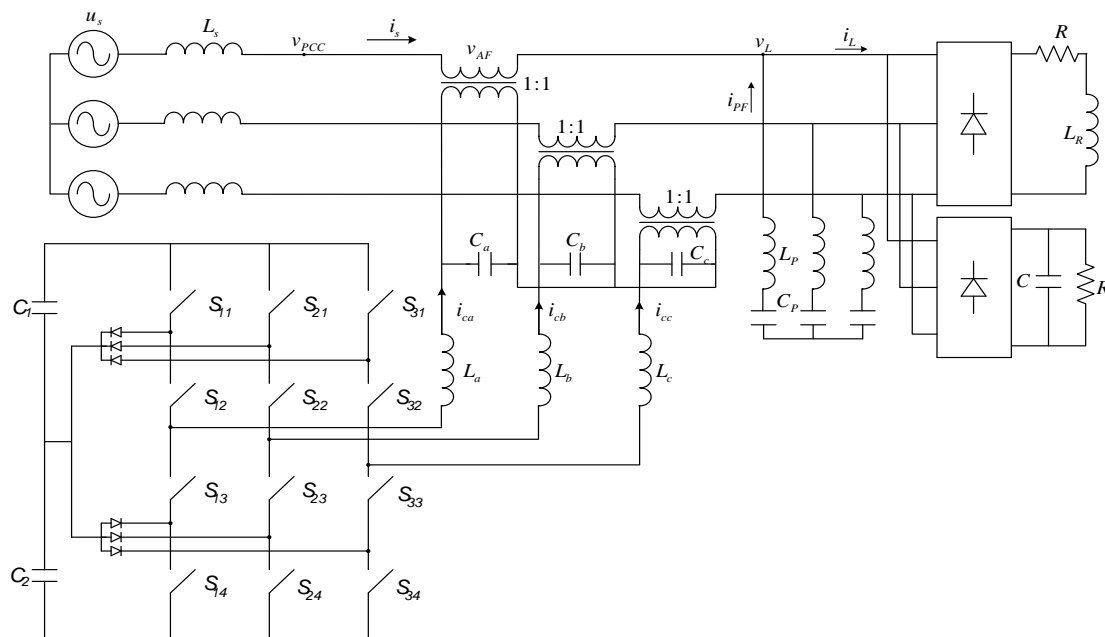 u_s
L_s
v_PCC
i_s
v_AF
v_L
i_L
R
1:1
i_PF
1:1
L_R
1:1
C_a
C_b
C_c
L_P
C
R
C_1
S_11
S_21
S_31
i_ca
i_cb
i_cc
C_P
L_a
L_b
L_c
S_12
S_22
S_32
S_13
S_23
S_33
C_2
S_14
S_24
S_34